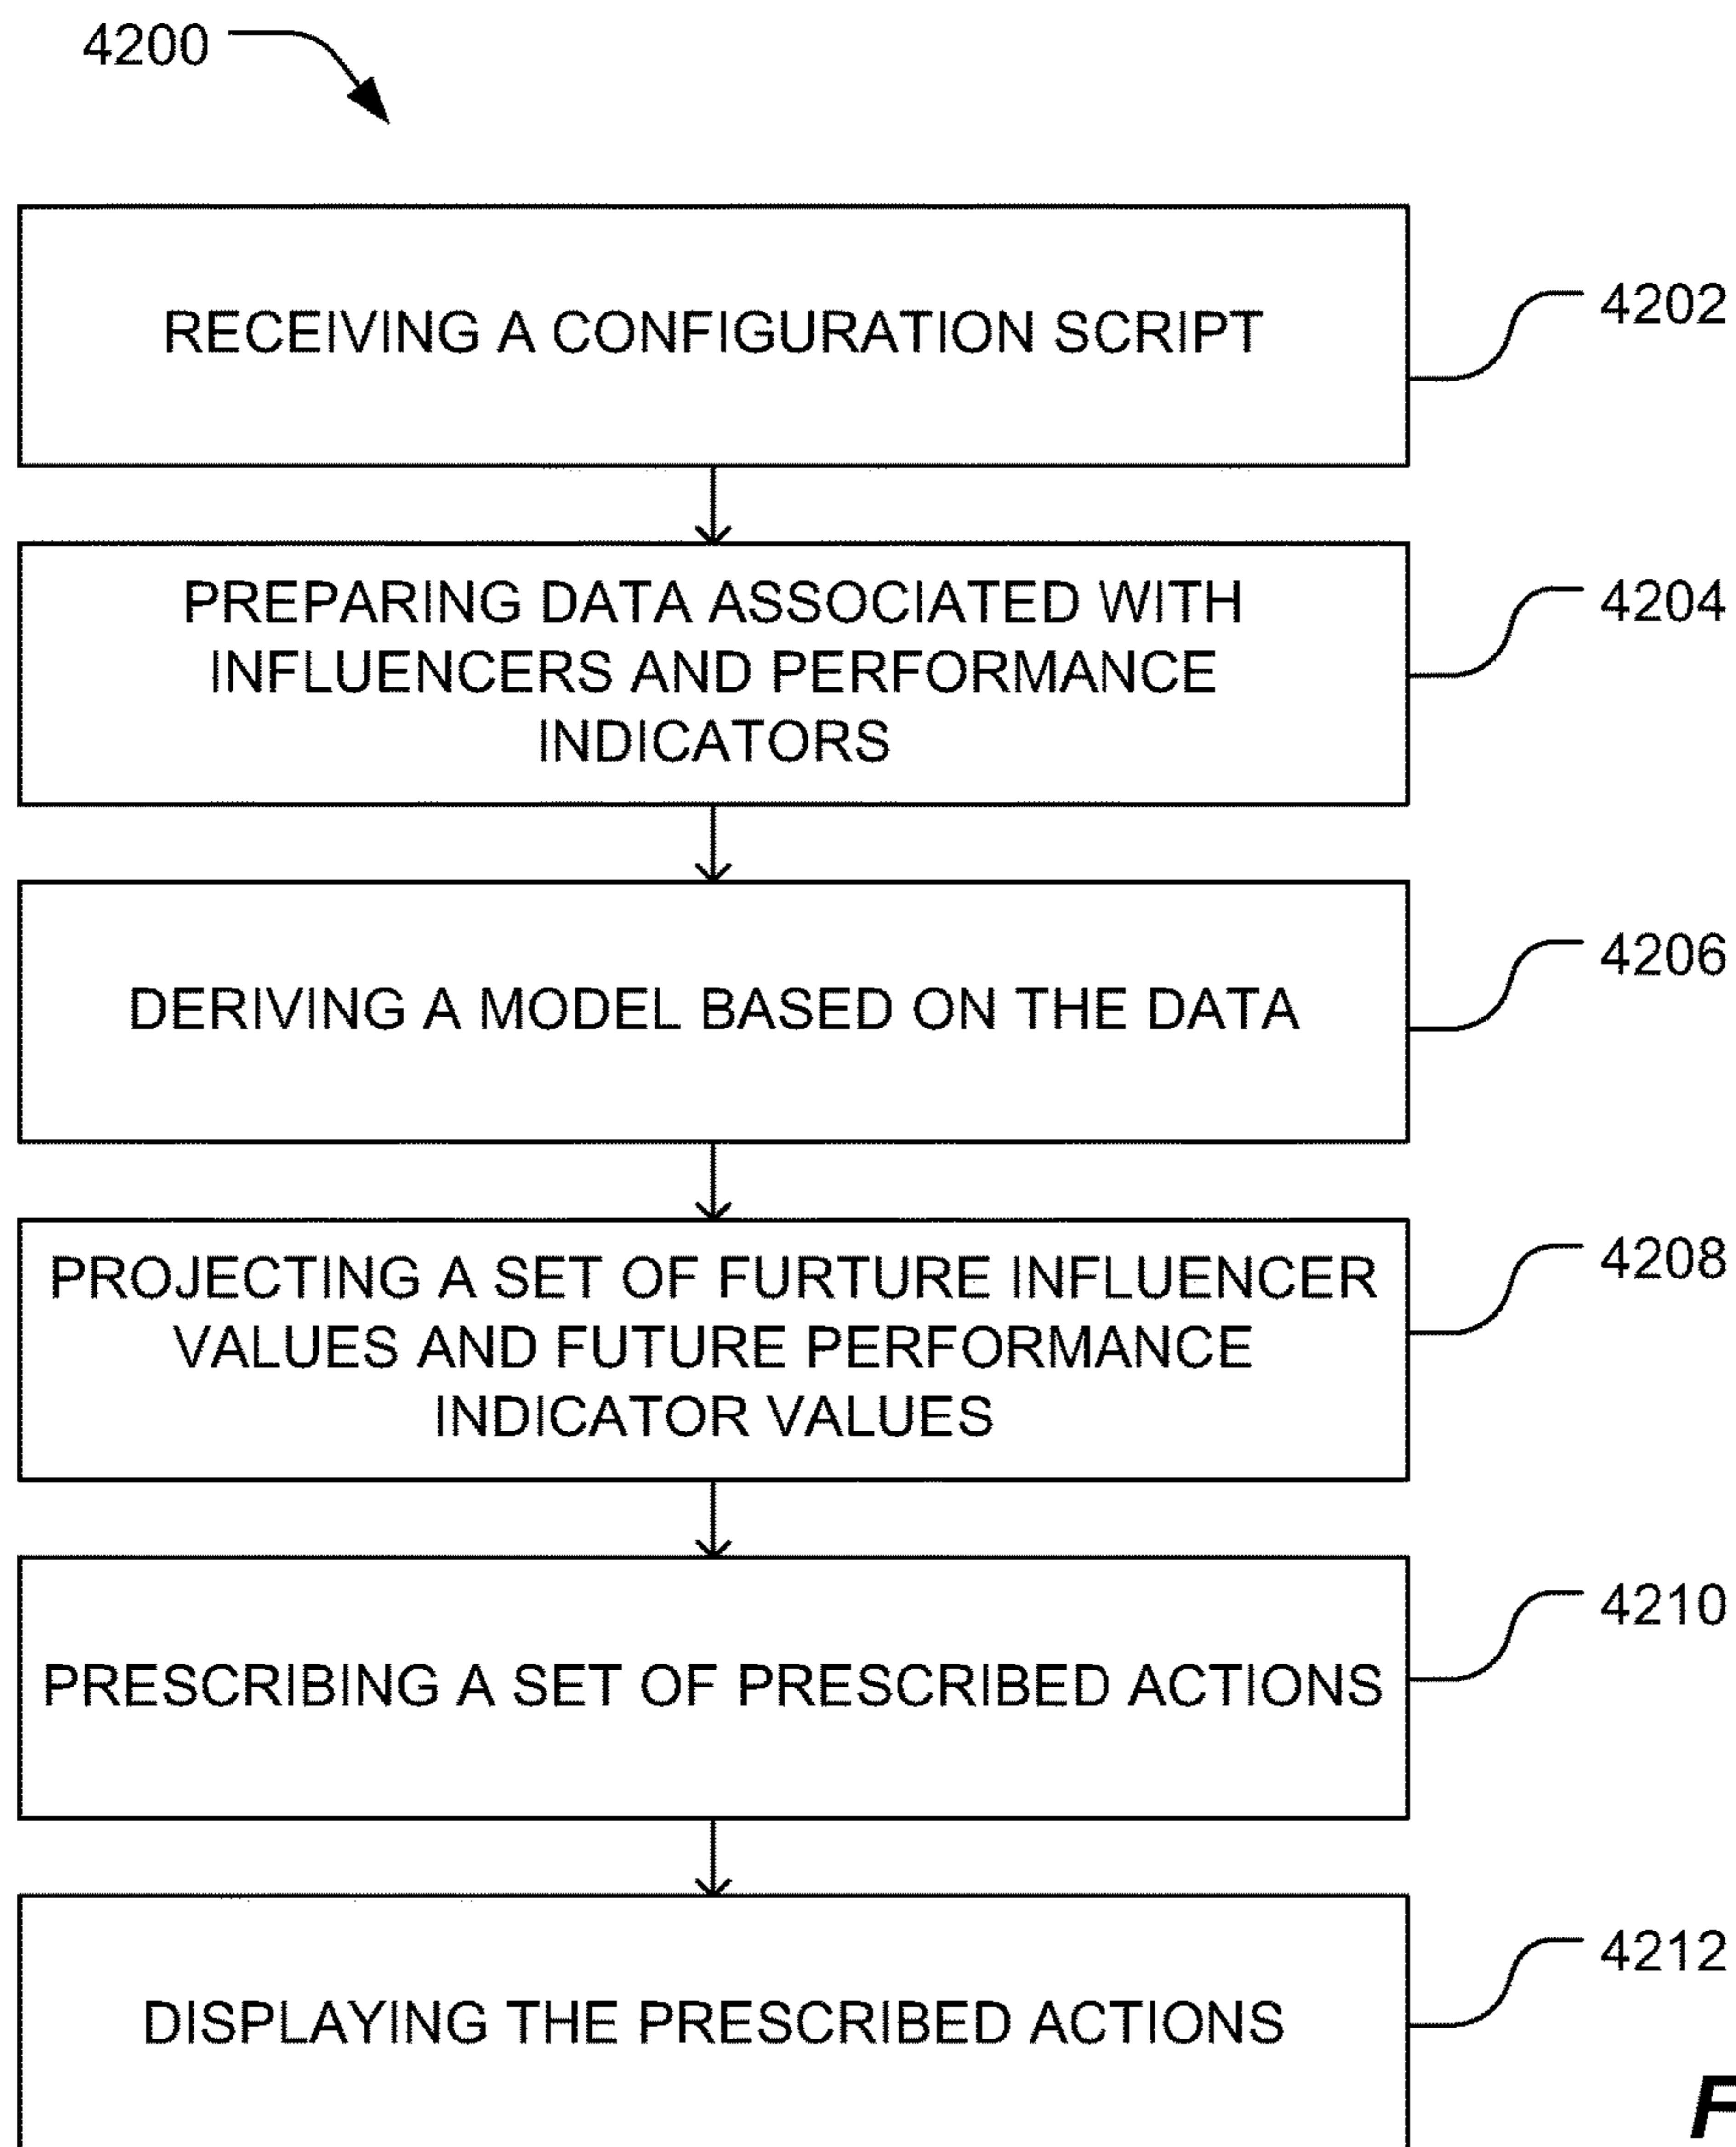 4200
RECEIVING A CONFIGURATION SCRIPT
4202
PREPARING DATA ASSOCIATED WITH
INFLUENCERS AND PERFORMANCE
INDICATORS
4204
DERIVING A MODEL BASED ON THE DATA
4206
PROJECTING A SET OF FURTURE INFLUENCER
VALUES AND FUTURE PERFORMANCE
INDICATOR VALUES
4208
PRESCRIBING A SET OF PRESCRIBED ACTIONS
4210
DISPLAYING THE PRESCRIBED ACTIONS
4212
F